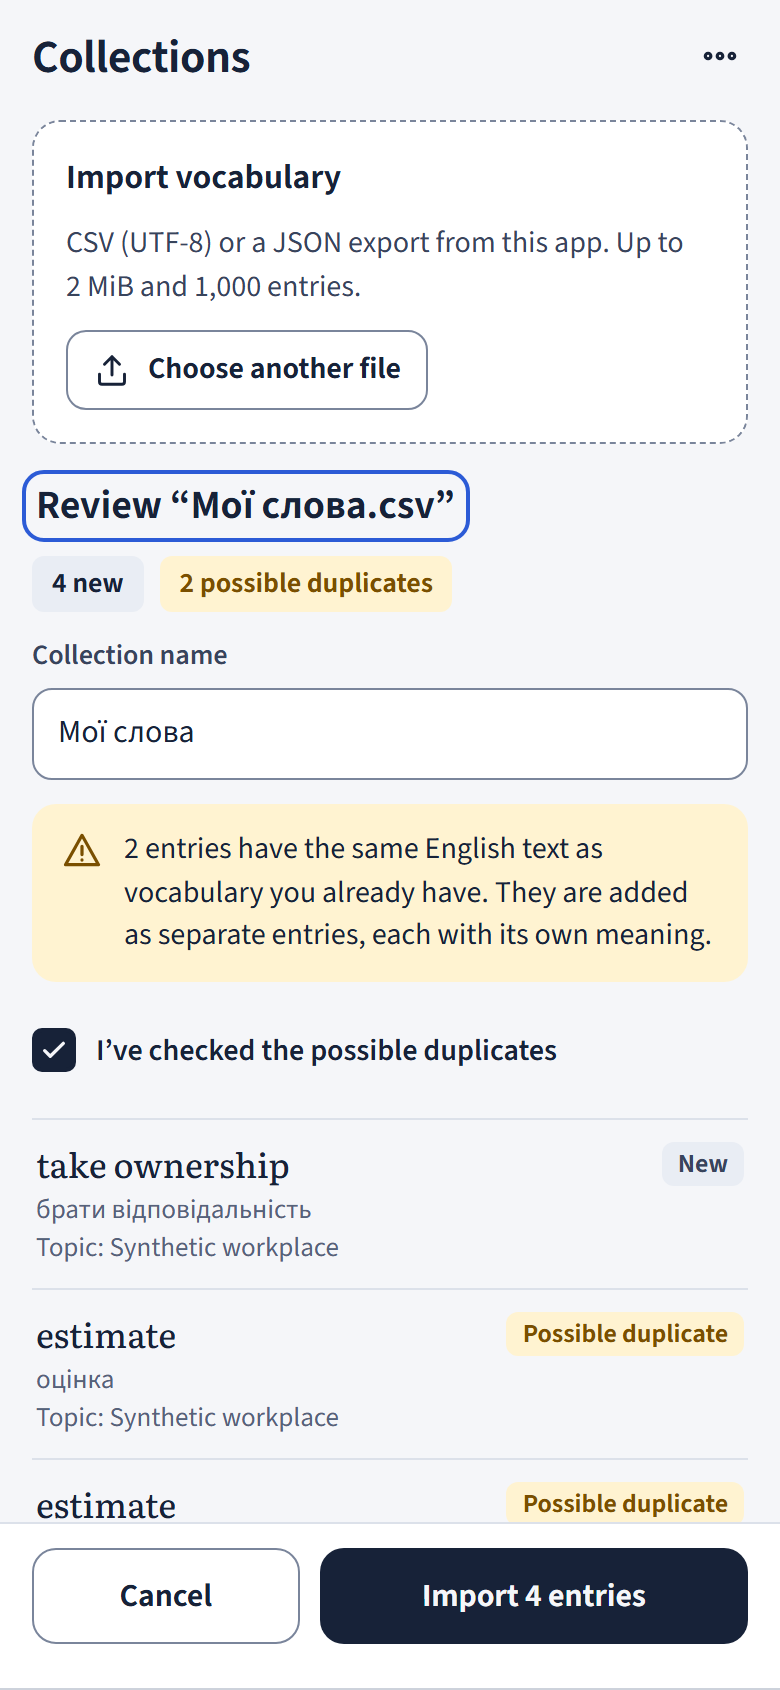 Collections
Import vocabulary
CSV (UTF-8) or a JSON export from this app. Up to
2 MiB and 1,000 entries.
Choose another file
Review “Мої слова.csv”
4 new
2 possible duplicates
Collection name
Мої слова
2 entries have the same English text as
vocabulary you already have. They are added
as separate entries, each with its own meaning.
I’ve checked the possible duplicates
take ownership
New
брати відповідальність
Topic: Synthetic workplace
estimate
Possible duplicate
оцінка
Topic: Synthetic workplace
estimate
Possible duplicate
Cancel
Import 4 entries